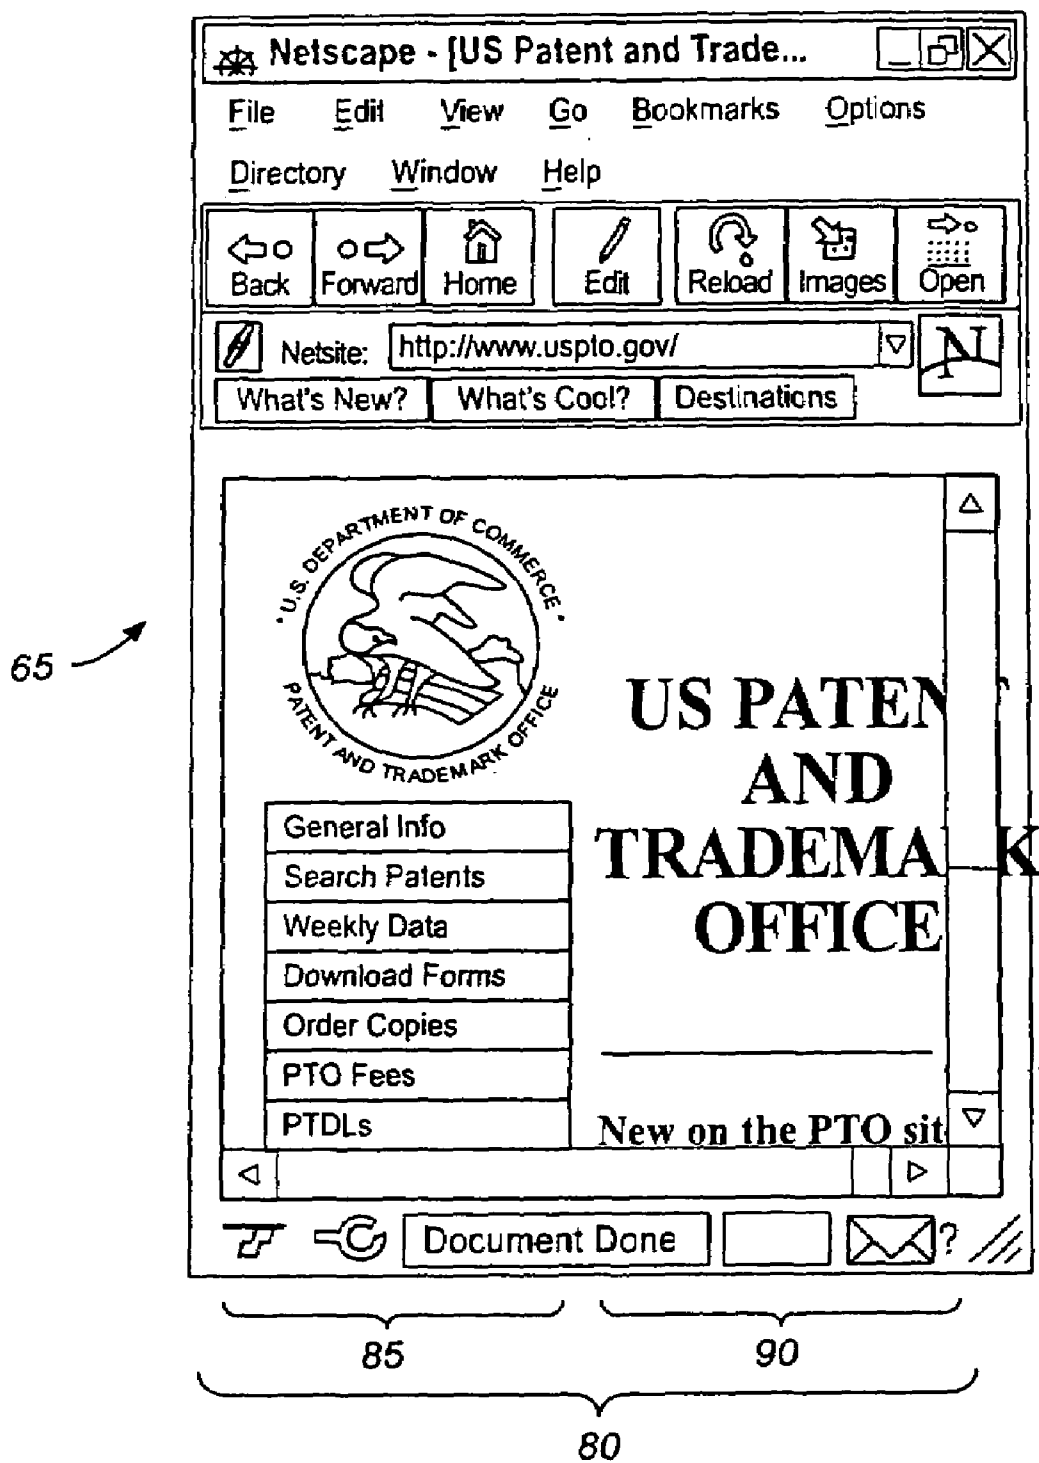 Netscape - [US Patent and Trade...
File Edit View Go Bookmarks Options
Directory Window Help
Back Forward Home Edit Reload Images Open
Netsite: http://www.uspto.gov/ N
What's New? What's Cool? Destinations
U.S. DEPARTMENT OF COMMERCE
PATENT AND TRADEMARK OFFICE
65
US PATENT
AND
TRADEMARK
OFFICE
General Info
Search Patents
Weekly Data
Download Forms
Order Copies
PTO Fees
PTDLs
New on the PTO sit
Document Done ?
85 90
80